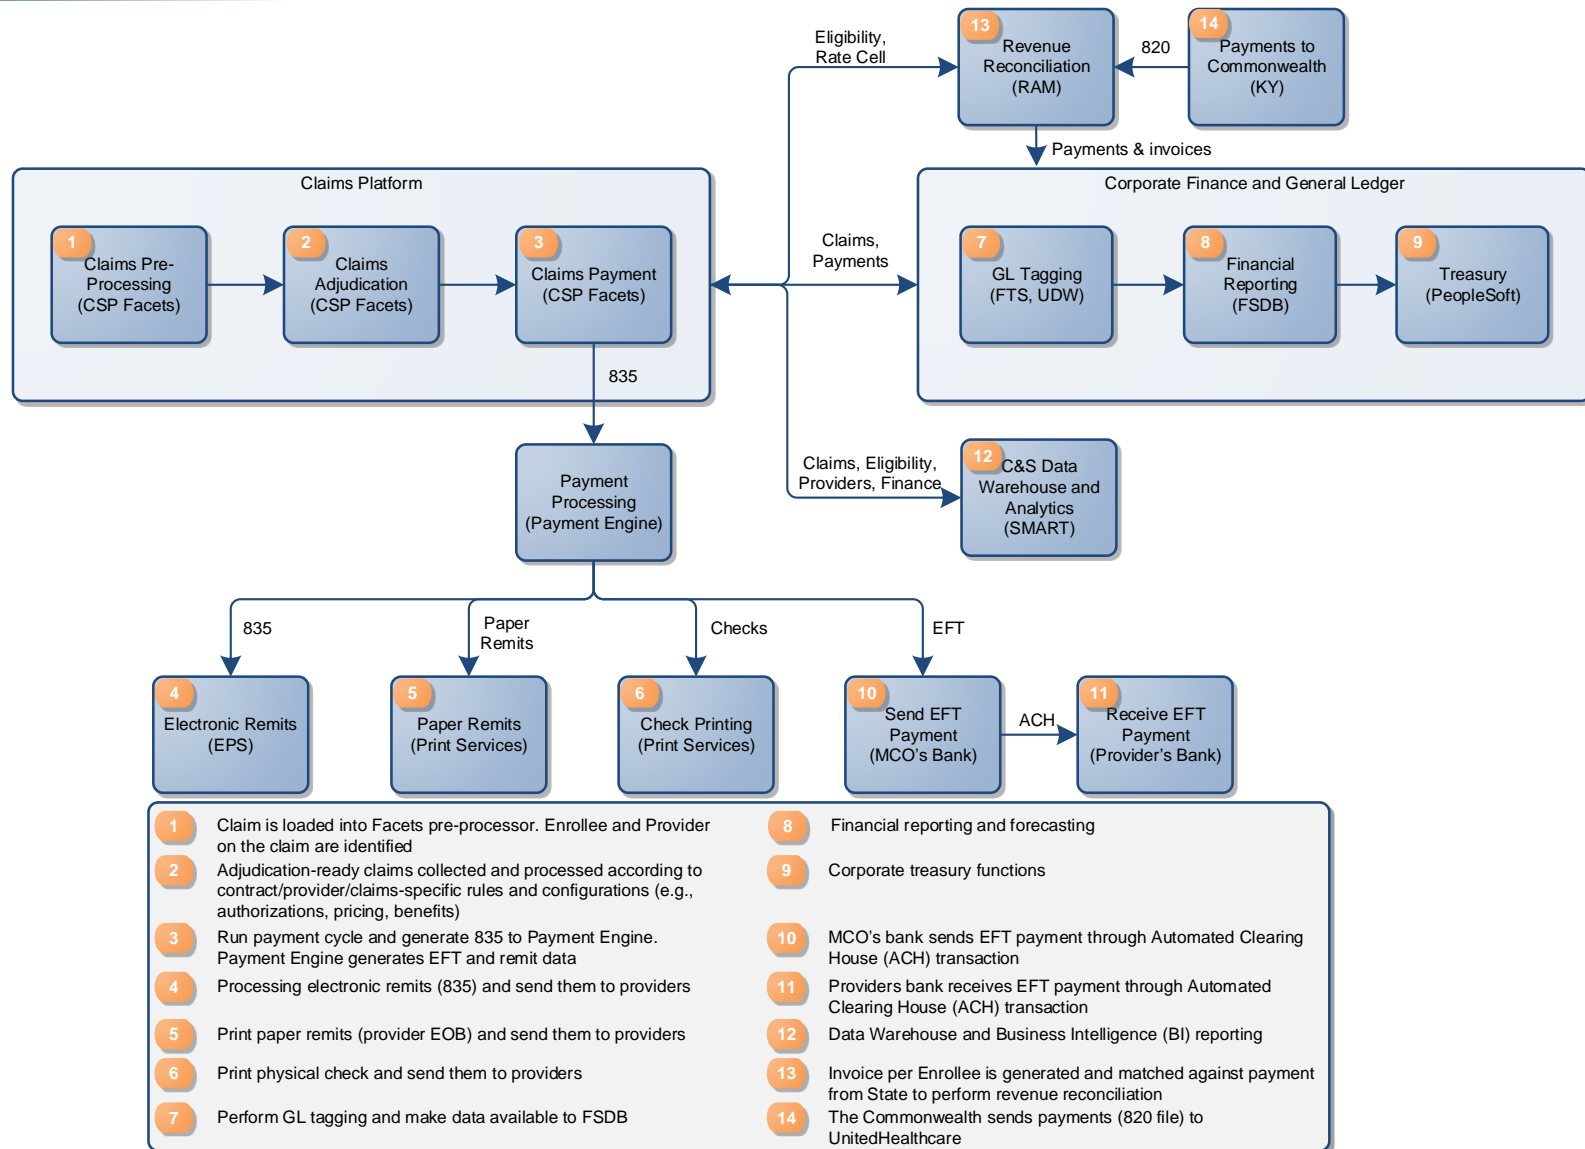 13
Revenue
Reconciliation
(RAM)
820
14
Payments to
Commonwealth
(KY)
Eligibility,
Rate Cell
Payments & invoices
Claims Platform
1
Claims Pre-
Processing
(CSP Facets)
2
Claims
Adjudication
(CSP Facets)
3
Claims Payment
(CSP Facets)
835
Claims,
Payments
Corporate Finance and General Ledger
7
GL Tagging
(FTS, UDW)
8
Financial
Reporting
(FSDB)
9
Treasury
(PeopleSoft)
Payment
Processing
(Payment Engine)
Claims, Eligibility,
Providers, Finance
12
C&S Data
Warehouse and
Analytics
(SMART)
835
Paper
Remits
Checks
EFT
4
Electronic Remits
(EPS)
5
Paper Remits
(Print Services)
6
Check Printing
(Print Services)
10
Send EFT
Payment
(MCO's Bank)
ACH
11
Receive EFT
Payment
(Provider's Bank)
1
Claim is loaded into Facets pre-processor. Enrollee and Provider
on the claim are identified
2
Adjudication-ready claims collected and processed according to
contract/provider/claims-specific rules and configurations (e.g.,
authorizations, pricing, benefits)
3
Run payment cycle and generate 835 to Payment Engine.
Payment Engine generates EFT and remit data
4
Processing electronic remits (835) and send them to providers
5
Print paper remits (provider EOB) and send them to providers
6
Print physical check and send them to providers
7
Perform GL tagging and make data available to FSDB
8
Financial reporting and forecasting
9
Corporate treasury functions
10
MCO's bank sends EFT payment through Automated Clearing
House (ACH) transaction
11
Providers bank receives EFT payment through Automated
Clearing House (ACH) transaction
12
Data Warehouse and Business Intelligence (BI) reporting
13
Invoice per Enrollee is generated and matched against payment
from State to perform revenue reconciliation
14
The Commonwealth sends payments (820 file) to
UnitedHealthcare